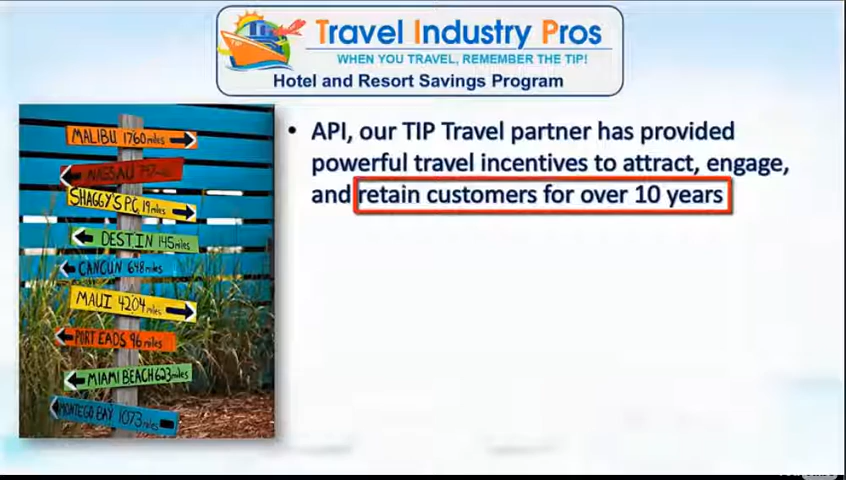 Travel Industry Pros
WHEN YOU TRAVEL, REMEMBER THE TIP!
Hotel and Resort Savings Program
MALIBU 1760 miles
NASSAU 757 miles
SHAGGY'S P.C. 19 miles
DESTIN 145 miles
CANCUN 648 miles
MAUI 4204 miles
PORT EADS 96 miles
MIAMI BEACH 623 miles
MONTEGO BAY 1073 miles
• API, our TIP Travel partner has provided
powerful travel incentives to attract, engage,
and retain customers for over 10 years